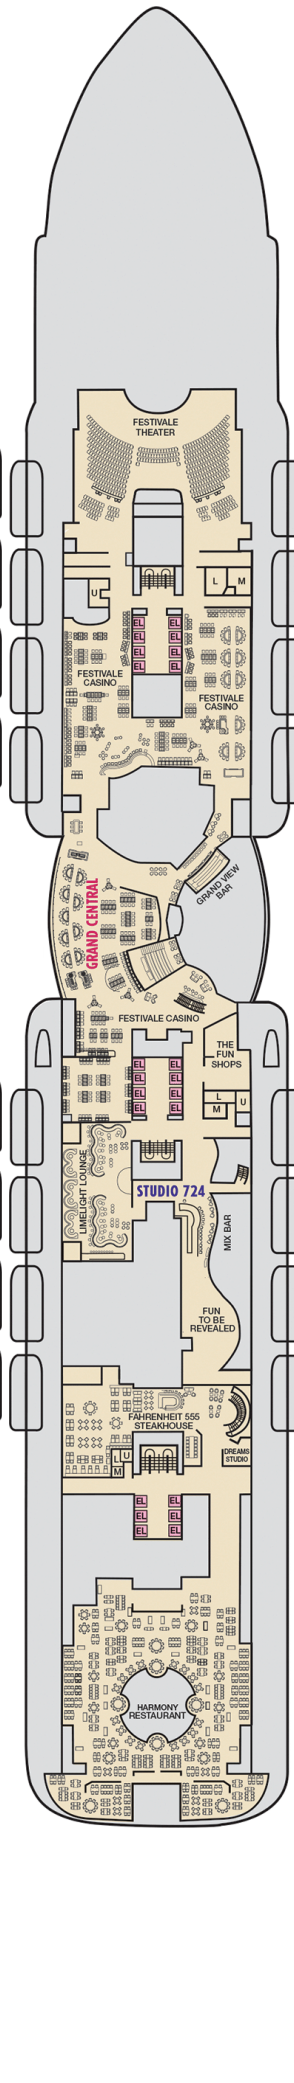 FESTIVALE
THEATER
L M
U
EL EL
EL EL
EL EL
EL EL
FESTIVALE
CASINO
FESTIVALE
CASINO
GRAND VIEW
BAR
GRAND CENTRAL
FESTIVALE CASINO
THE
FUN
SHOPS
EL EL
EL EL
EL EL
EL EL
L
M
U
LIMELIGHT LOUNGE
STUDIO 724
MIX BAR
FUN
TO BE
REVEALED
FAHRENHEIT 555
STEAKHOUSE
L U
M
DREAMS
STUDIO
EL EL
EL EL
EL EL
HARMONY
RESTAURANT